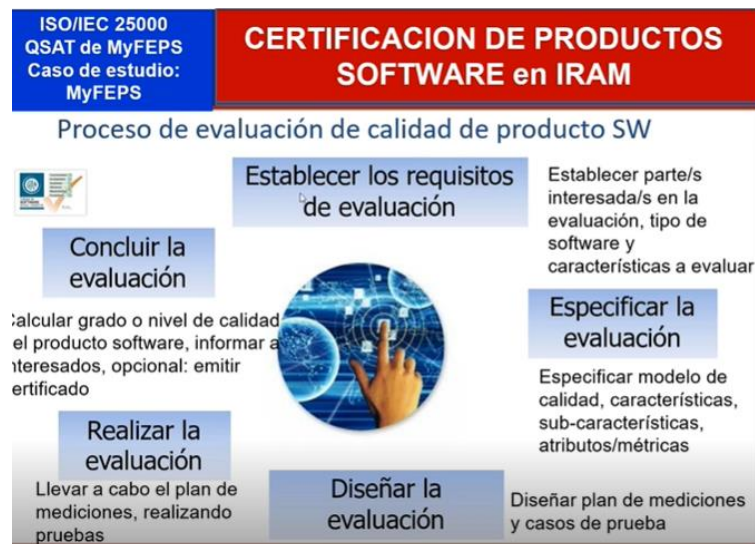 ISO/IEC 25000
QSAT de MyFEPS
Caso de estudio:
MyFEPS
CERTIFICACION DE PRODUCTOS
SOFTWARE en IRAM
Proceso de evaluación de calidad de producto SW
Establecer los requisitos
de evaluación
Establecer parte/s
interesada/s en la
evaluación, tipo de
software y
características a evaluar
Especificar la
evaluación
Especificar modelo de
calidad, características,
sub-características,
atributos/métricas
Diseñar la
evaluación
Diseñar plan de mediciones
y casos de prueba
Realizar la
evaluación
Llevar a cabo el plan de
mediciones, realizando
pruebas
Concluir la
evaluación
Calcular grado o nivel de calidad
el producto software, informar a
nteresados, opcional: emitir
ertificado